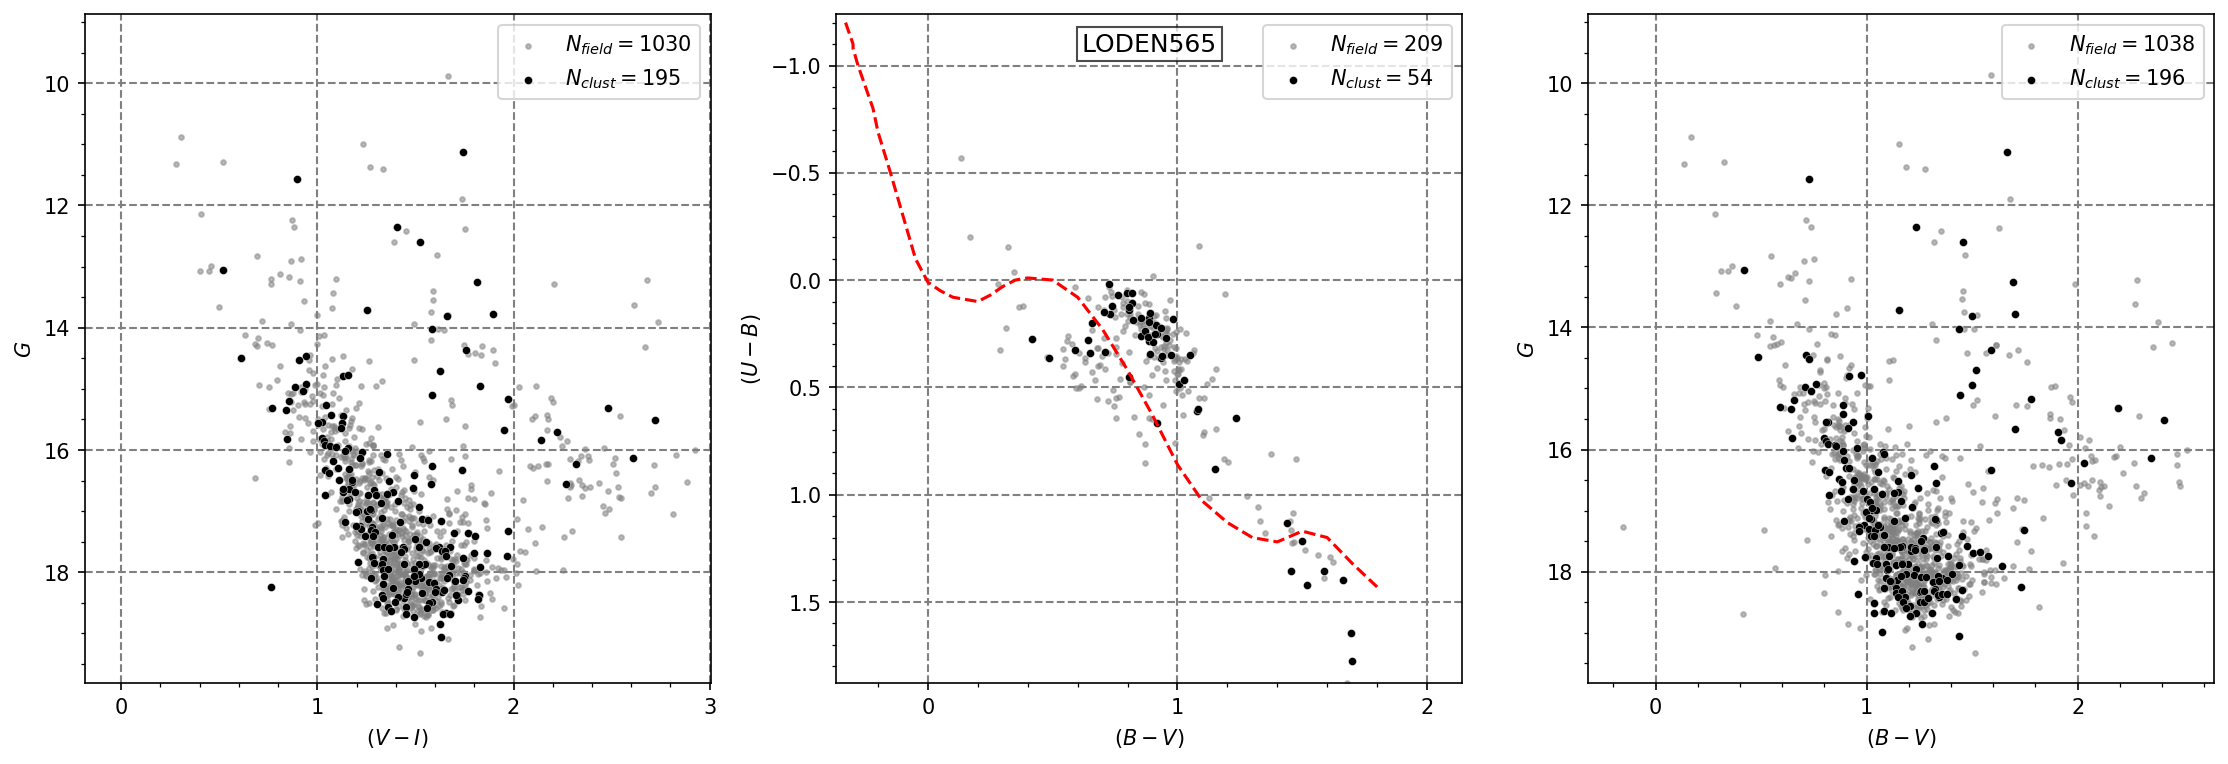 N_field = 1030
N_clust = 195
10
12
14
16
18
G
0
1
2
3
(V − I)
LODEN565
N_field = 209
N_clust = 54
−1.0
−0.5
0.0
0.5
1.0
1.5
(U − B)
0
1
2
(B − V)
N_field = 1038
N_clust = 196
10
12
14
16
18
G
0
1
2
(B − V)